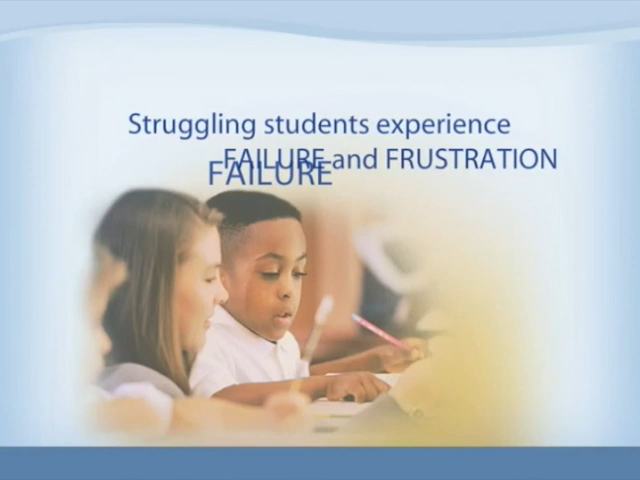 Struggling students experience
FAILURE and FRUSTRATION
FAILURE